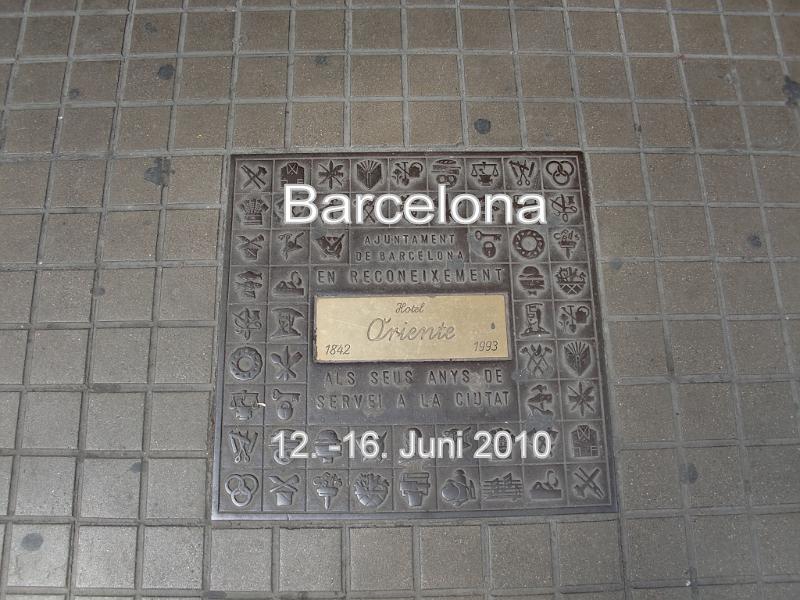 Barcelona
AJUNTAMENT
DE BARCELONA
EN RECONEIXEMENT
Hotel
Oriente
1842 1993
ALS SEUS ANYS DE
SERVEI A LA CIUTAT
12. -16. Juni 2010